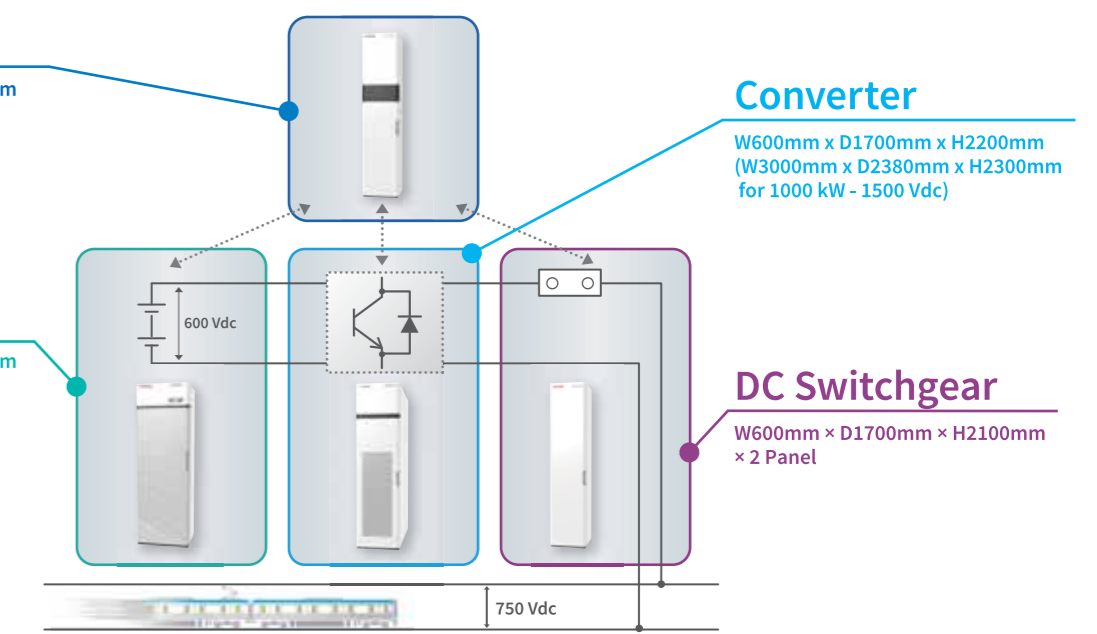 m
Converter
W600mm x D1700mm x H2200mm
(W3000mm x D2380mm x H2300mm
for 1000 kW - 1500 Vdc)
600 Vdc
m
DC Switchgear
W600mm × D1700mm × H2100mm
× 2 Panel
750 Vdc